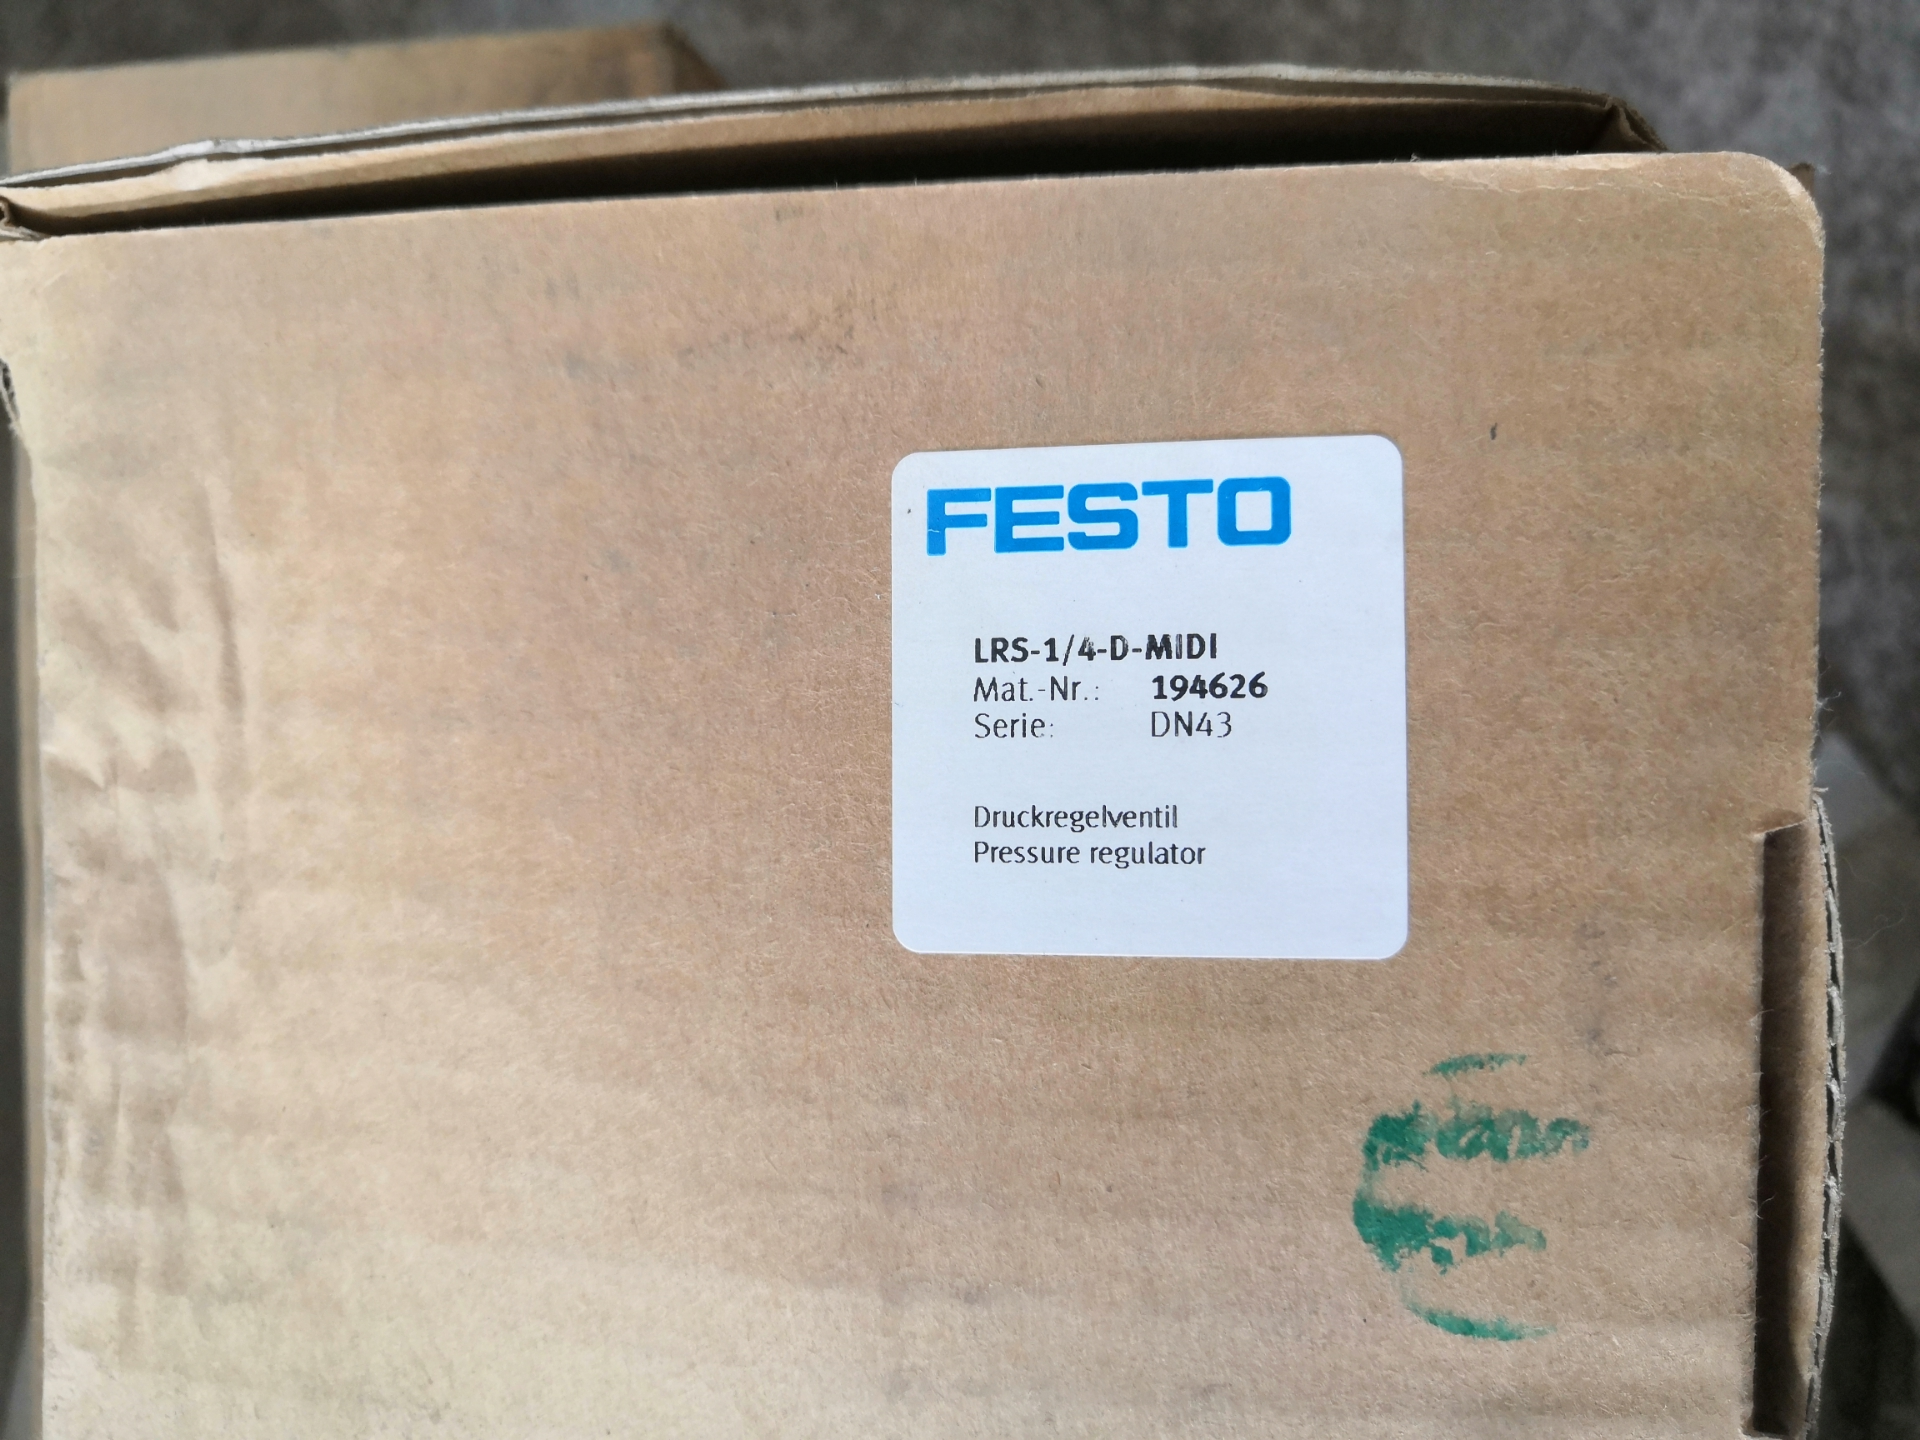 FESTO
LRS-1/4-D-MIDI
Mat.-Nr.: 194626
Serie: DN43
Druckregelventil
Pressure regulator